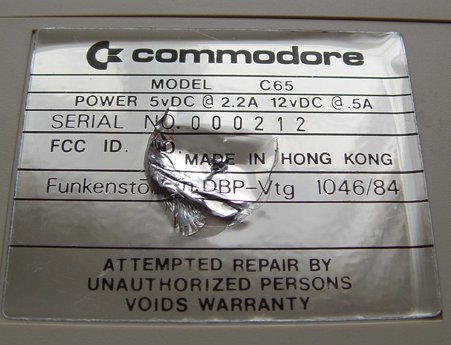 commodore
MODEL C65
POWER 5vDC @ 2.2A 12vDC @ .5A
SERIAL NO. 000212
FCC ID. NO.
MADE IN HONG KONG
DBP-Vtg 1046/84
ATTEMPTED REPAIR BY
UNAUTHORIZED PERSONS
VOIDS WARRANTY